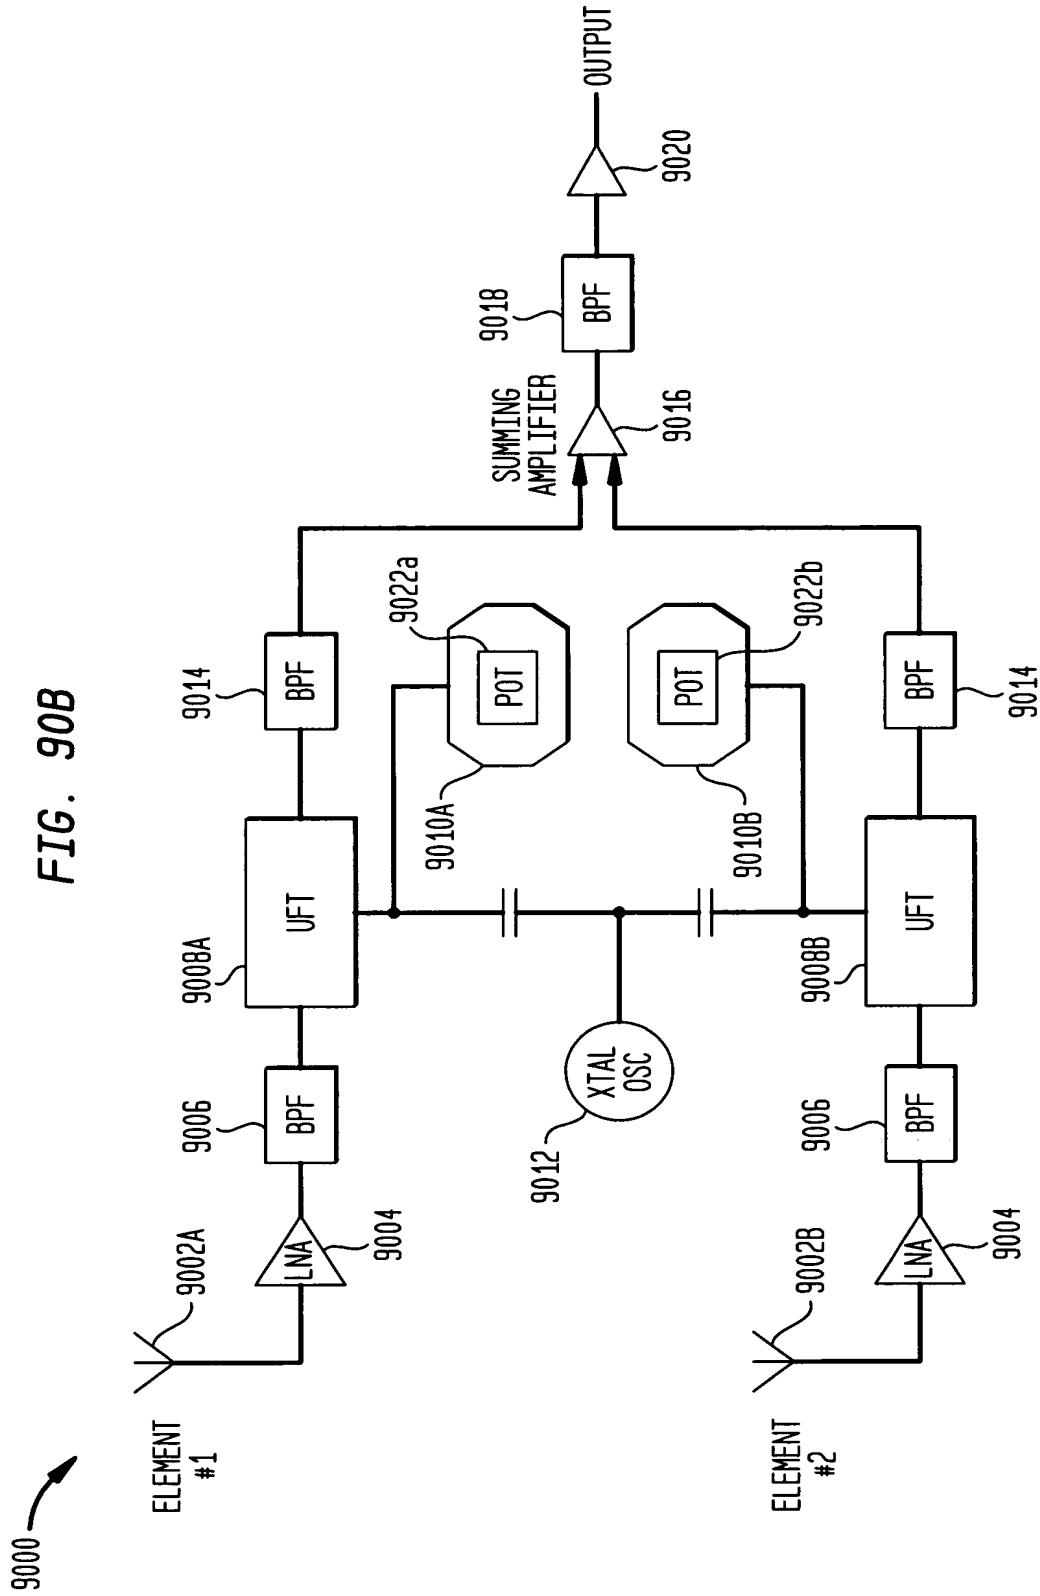 FIG. 90B
9000
ELEMENT
#1
9002A
LNA
9004
9006
BPF
9008A
UFT
9014
BPF
9010A
POT
9022a
9012
XTAL
OSC
SUMMING
AMPLIFIER
9016
9018
BPF
9020
OUTPUT
9010B
POT
9022b
ELEMENT
#2
9002B
LNA
9004
9006
BPF
9008B
UFT
BPF
9014